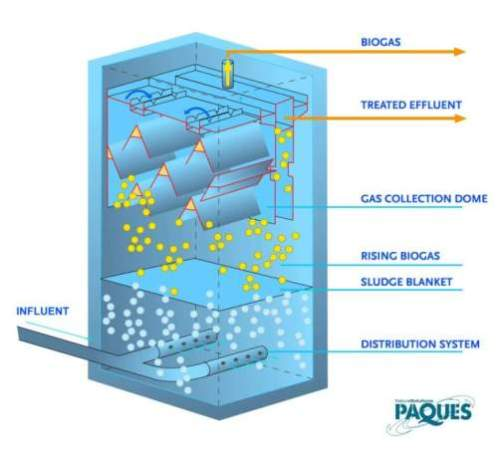 BIOGAS
TREATED EFFLUENT
GAS COLLECTION DOME
RISING BIOGAS
SLUDGE BLANKET
INFLUENT
DISTRIBUTION SYSTEM
PAQUES